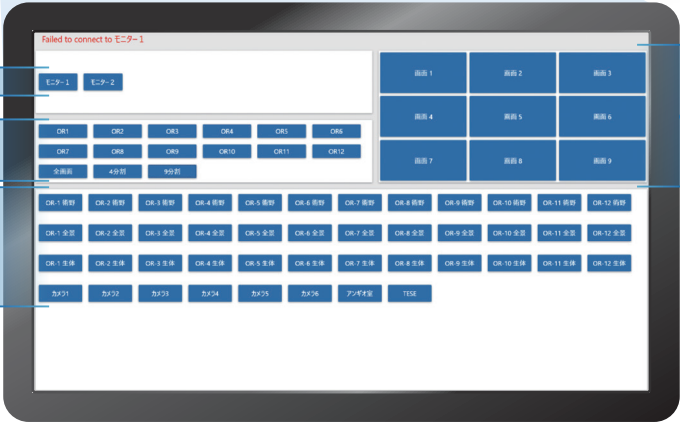 Failed to connect to モニター1
モニター1 モニター2
画面 1 画面 2 画面 3
画面 4 画面 5 画面 6
画面 7 画面 8 画面 9
OR1 OR2 OR3 OR4 OR5 OR6
OR7 OR8 OR9 OR10 OR11 OR12
全画面 4分割 9分割
OR-1 術野 OR-2 術野 OR-3 術野 OR-4 術野 OR-5 術野 OR-6 術野 OR-7 術野 OR-8 術野 OR-9 術野 OR-10 術野 OR-11 術野 OR-12 術野
OR-1 全景 OR-2 全景 OR-3 全景 OR-4 全景 OR-5 全景 OR-6 全景 OR-7 全景 OR-8 全景 OR-9 全景 OR-10 全景 OR-11 全景 OR-12 全景
OR-1 生体 OR-2 生体 OR-3 生体 OR-4 生体 OR-5 生体 OR-6 生体 OR-7 生体 OR-8 生体 OR-9 生体 OR-10 生体 OR-11 生体 OR-12 生体
カメラ1 カメラ2 カメラ3 カメラ4 カメラ5 カメラ6 アンギオ室 TESE